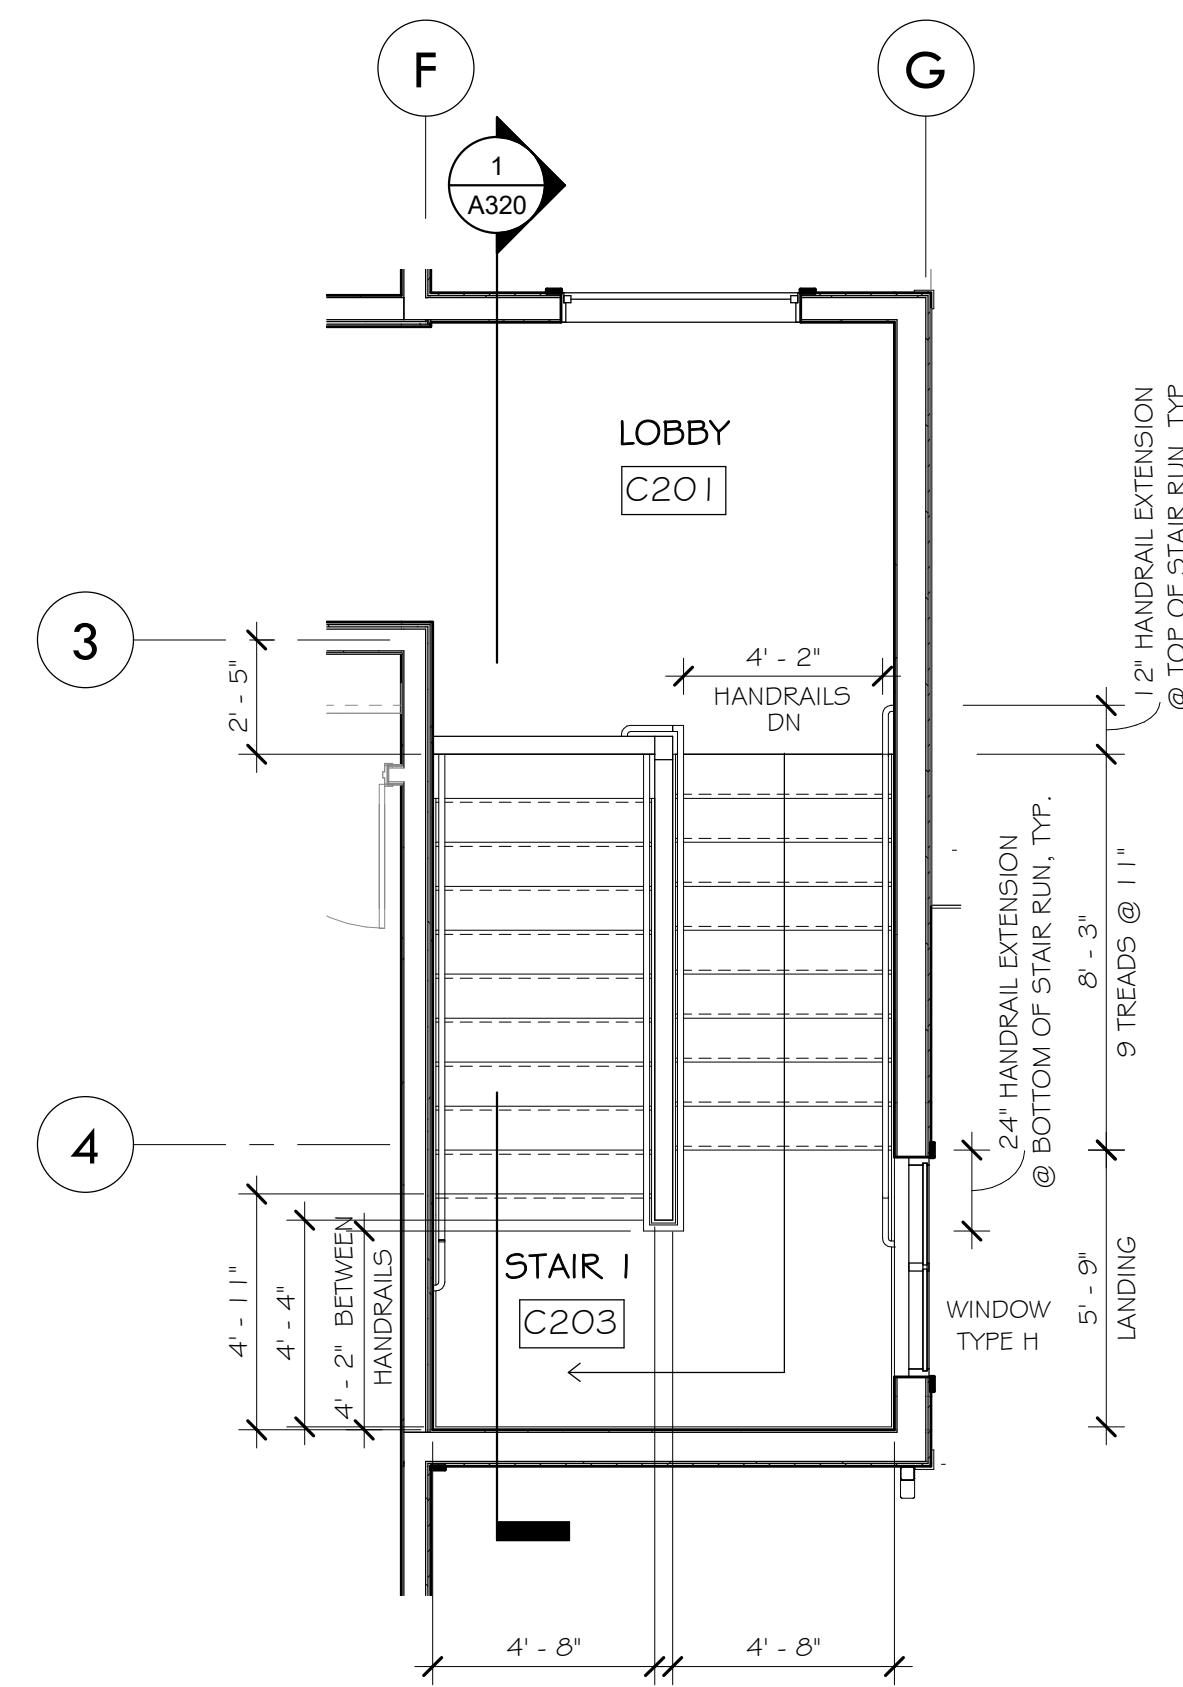 F
G
1
A320
LOBBY
C201
3
2' - 5"
4' - 2"
HANDRAILS
DN
12" HANDRAIL EXTENSION
@ TOP OF STAIR RUN, TYP.
24" HANDRAIL EXTENSION
@ BOTTOM OF STAIR RUN, TYP.
8' - 3"
9 TREADS @ 11"
4
4' - 11"
4' - 4"
4' - 2" BETWEEN
HANDRAILS
STAIR 1
C203
WINDOW
TYPE H
5' - 9"
LANDING
4' - 8"
4' - 8"